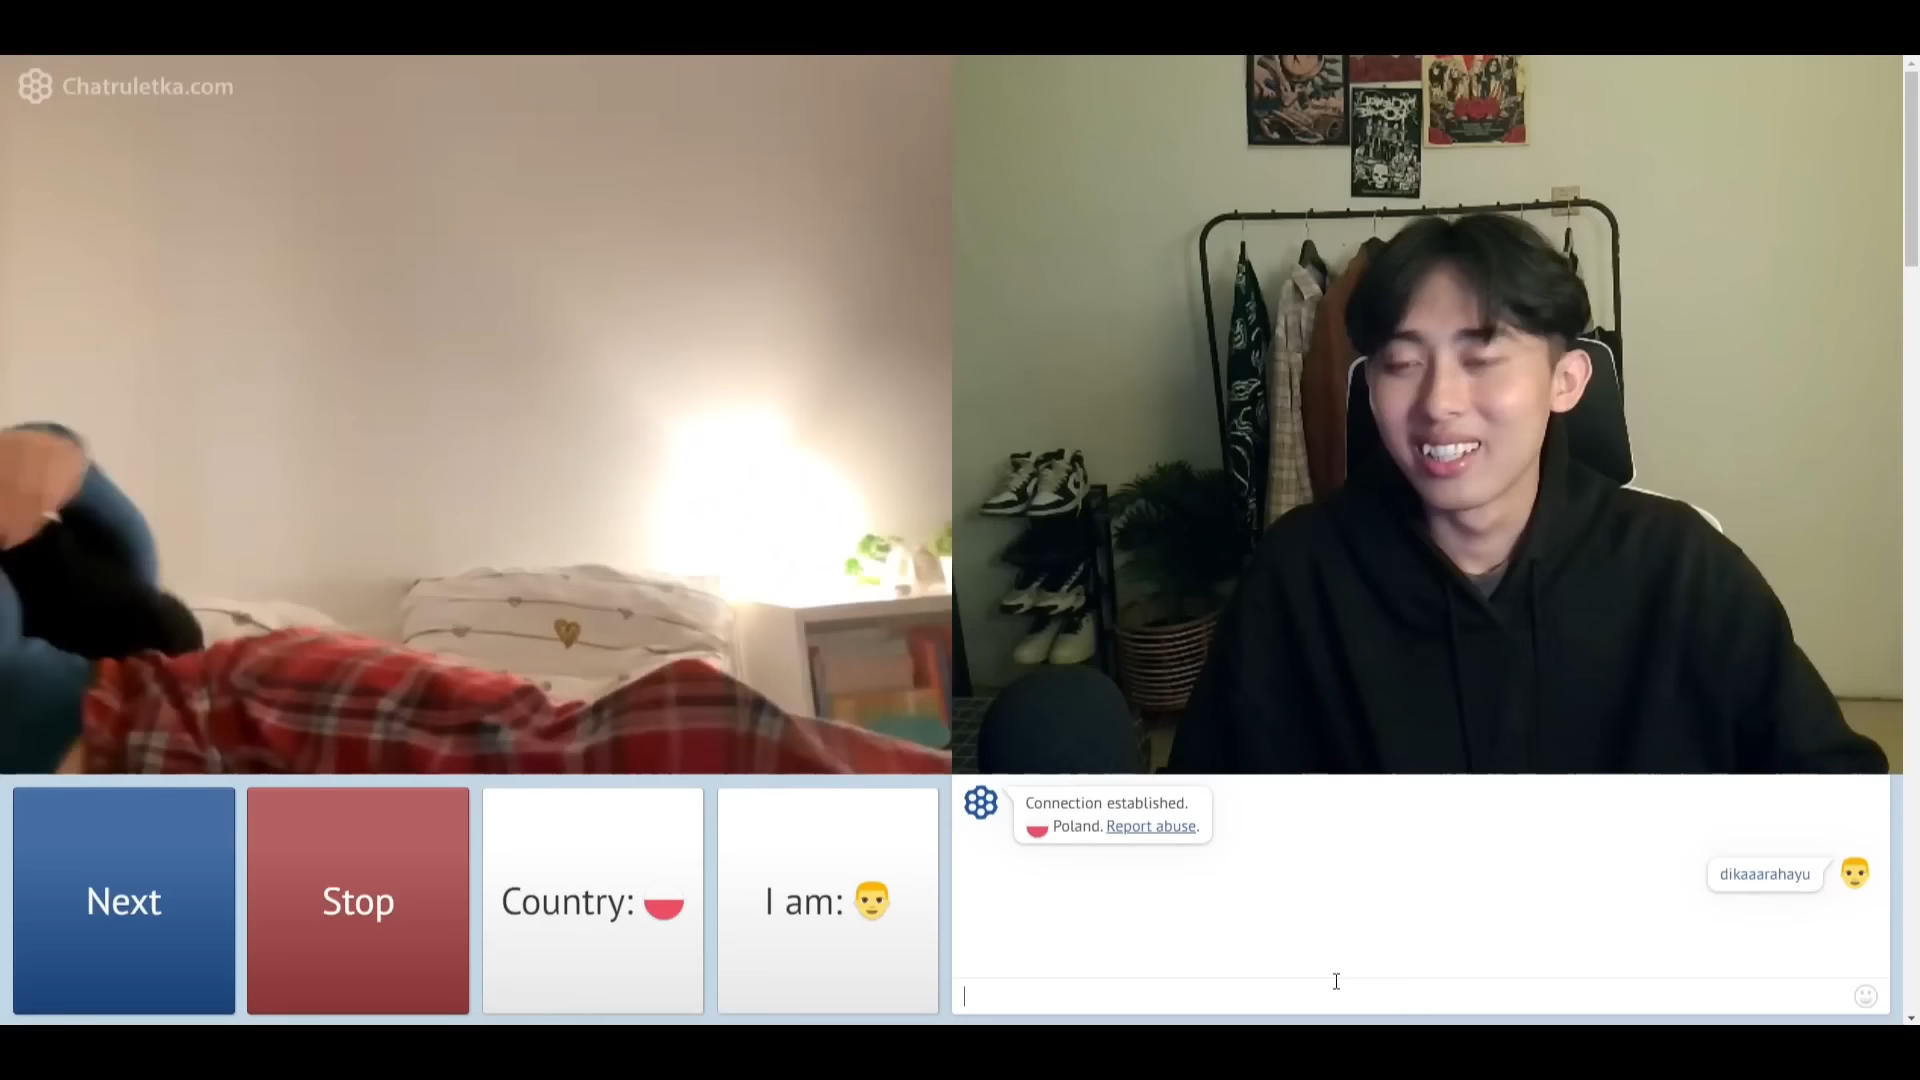 Chatruletka.com
Next
Stop
Country:
I am:
Connection established.
Poland. Report abuse.
dikaaarahayu